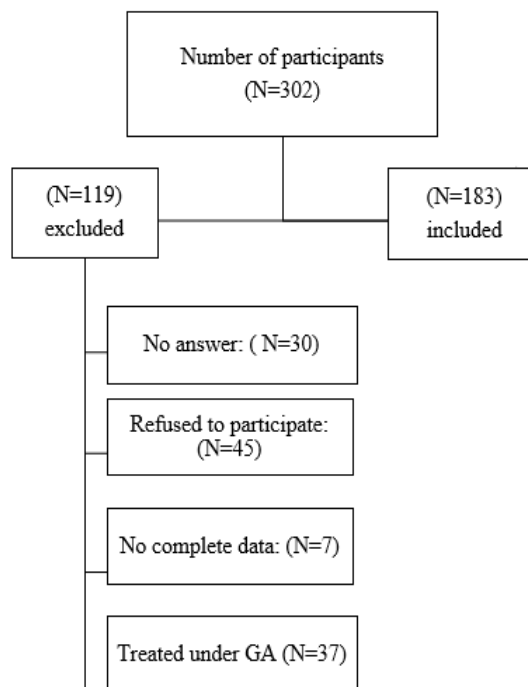 Number of participants
(N=302)
(N=119)
excluded
(N=183)
included
No answer: ( N=30)
Refused to participate:
(N=45)
No complete data: (N=7)
Treated under GA (N=37)